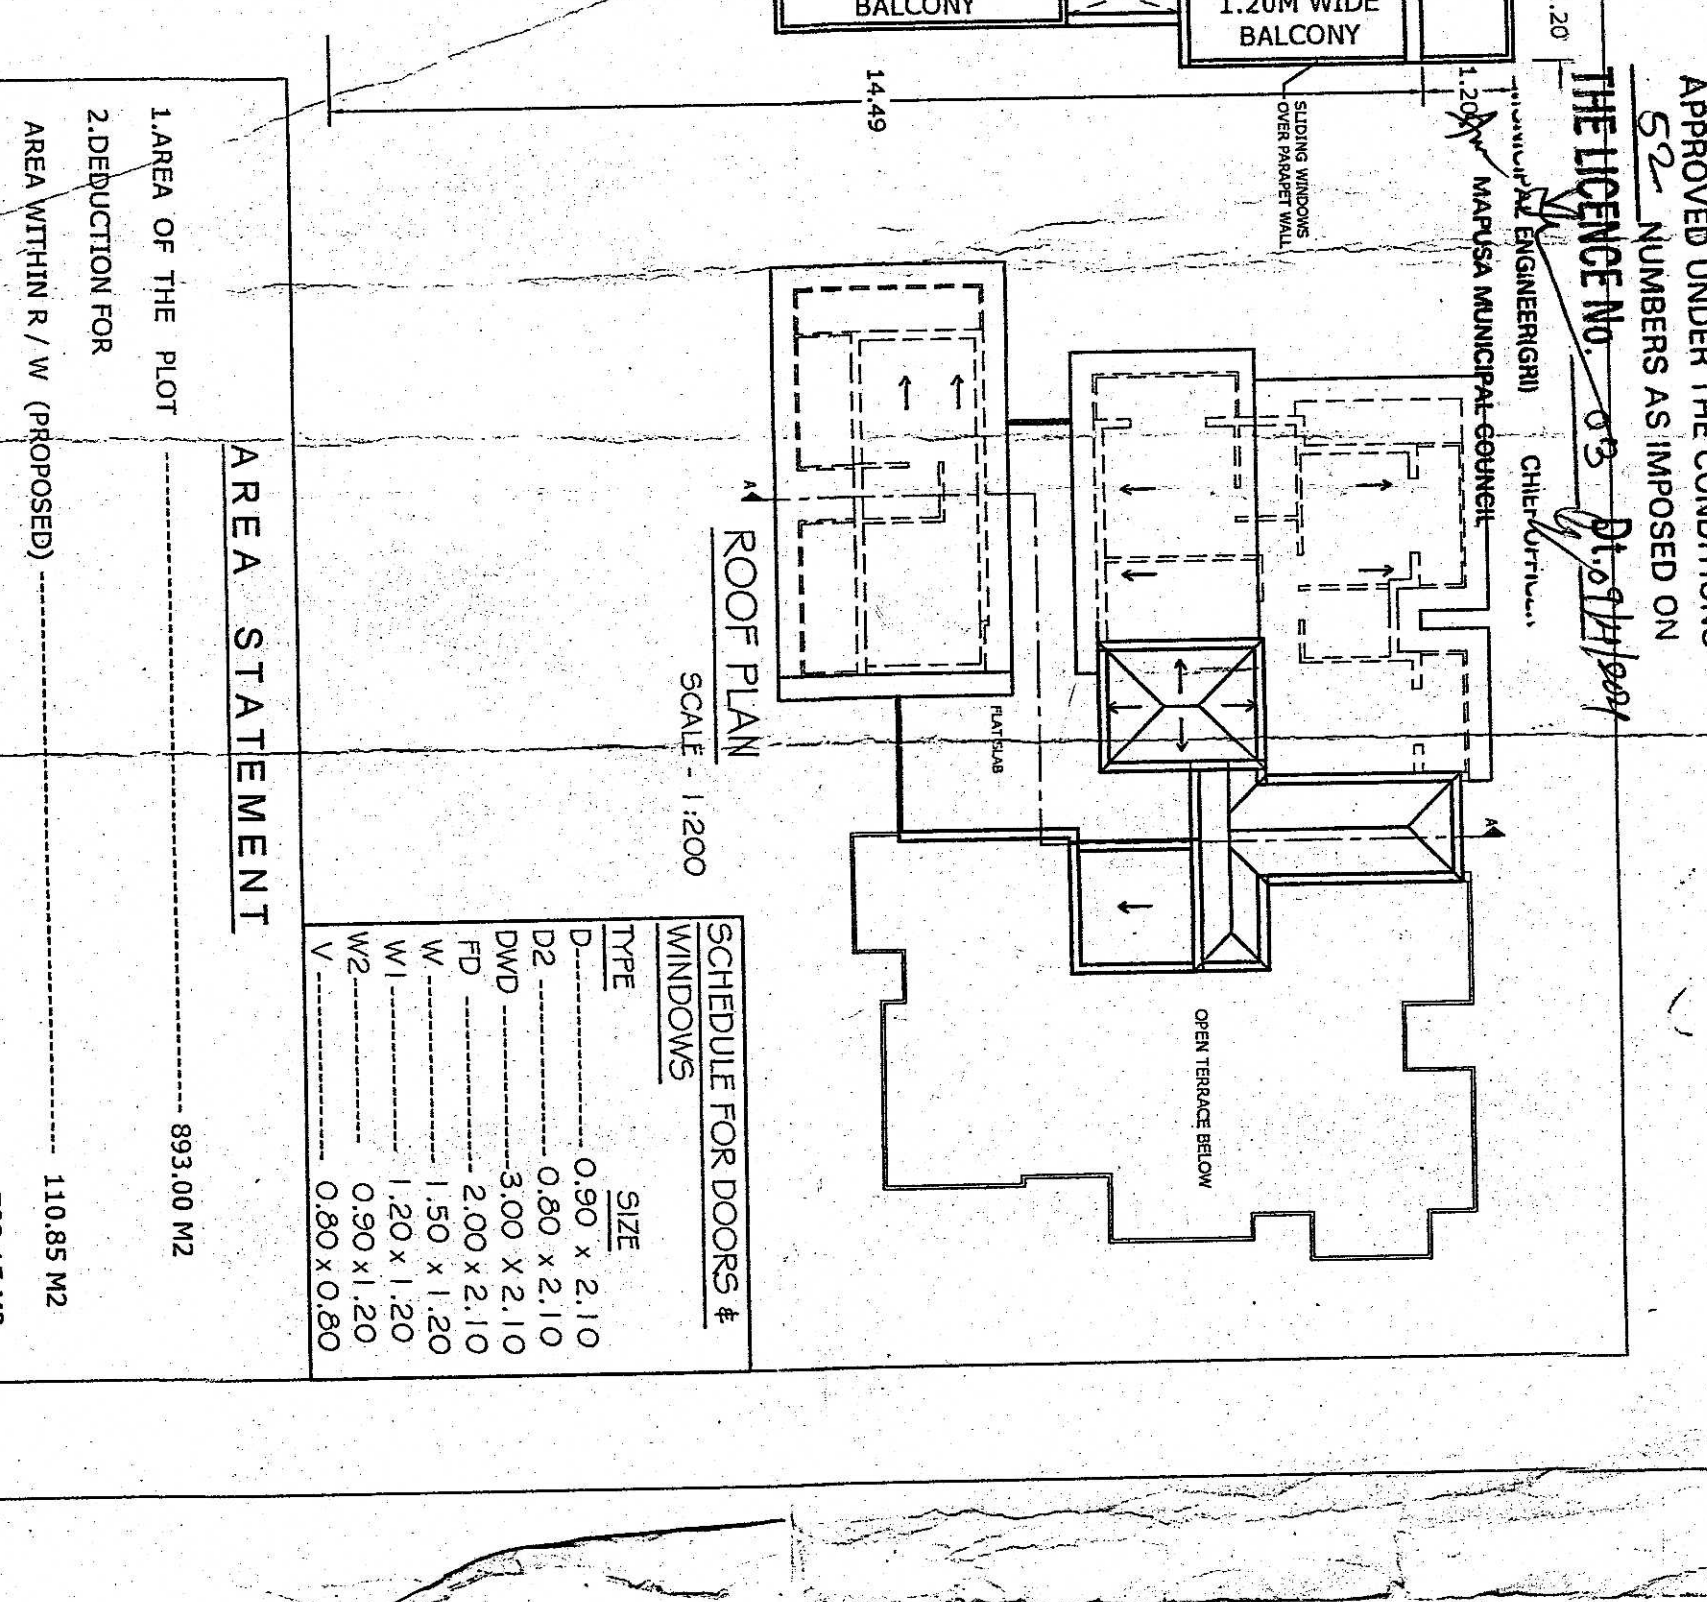 APPROVED UNDER THE CONDITIONS
52 NUMBERS AS IMPOSED ON
THE LICENCE No. 03 Dt. 09/11/
ENGINEER(GRI)
MAPUSA MUNICIPAL COUNCIL
BALCONY
1.20M WIDE
BALCONY
.20
1.20
14.49
SLIDING WINDOWS
OVER PARAPET WALL
A
A
FLAT SLAB
OPEN TERRACE BELOW
ROOF PLAN
SCALE - 1:200
SCHEDULE FOR DOORS &
WINDOWS
TYPE SIZE
D------------0.90 x 2.10
D2 ------------0.80 x 2.10
DWD ------------3.00 x 2.10
FD ------------2.00 x 2.10
W ------------1.50 x 1.20
W1 ------------1.20 x 1.20
W2------------ 0.90 x 1.20
V ------------ 0.80 x 0.80
AREA STATEMENT
1.AREA OF THE PLOT ------------ 893.00 M2
2.DEDUCTION FOR
AREA WITHIN R / W (PROPOSED) ------------ 110.85 M2